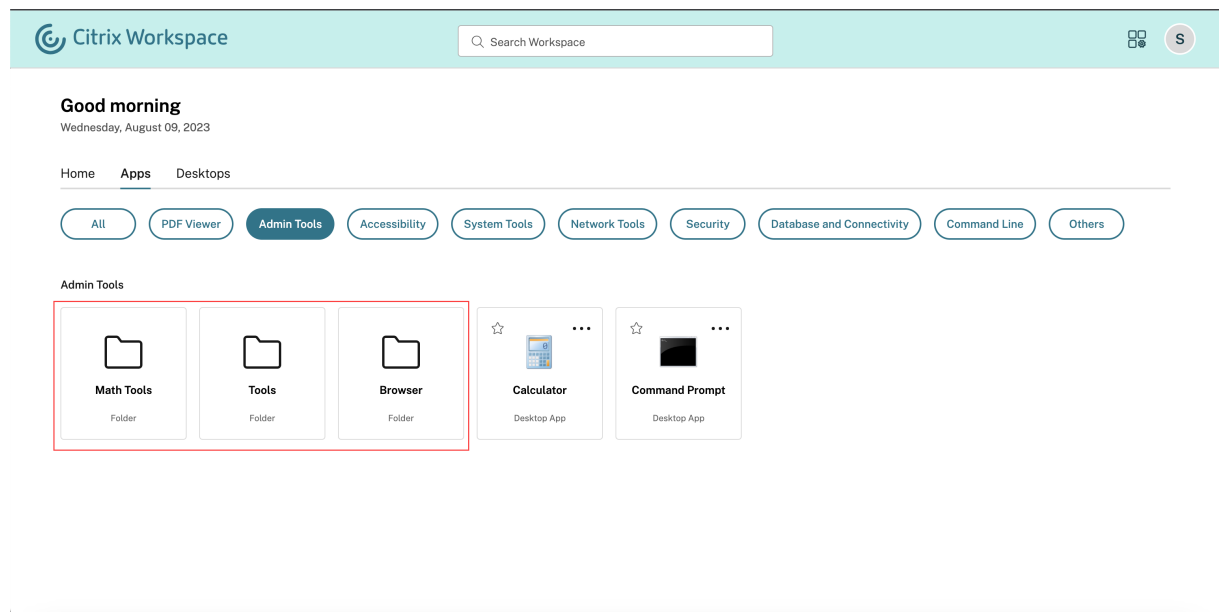 Citrix Workspace
Search Workspace
S
Good morning
Wednesday, August 09, 2023
Home Apps Desktops
All PDF Viewer Admin Tools Accessibility System Tools Network Tools Security Database and Connectivity Command Line Others
Admin Tools
Math Tools Tools Browser Calculator Command Prompt
Folder Folder Folder Desktop App Desktop App